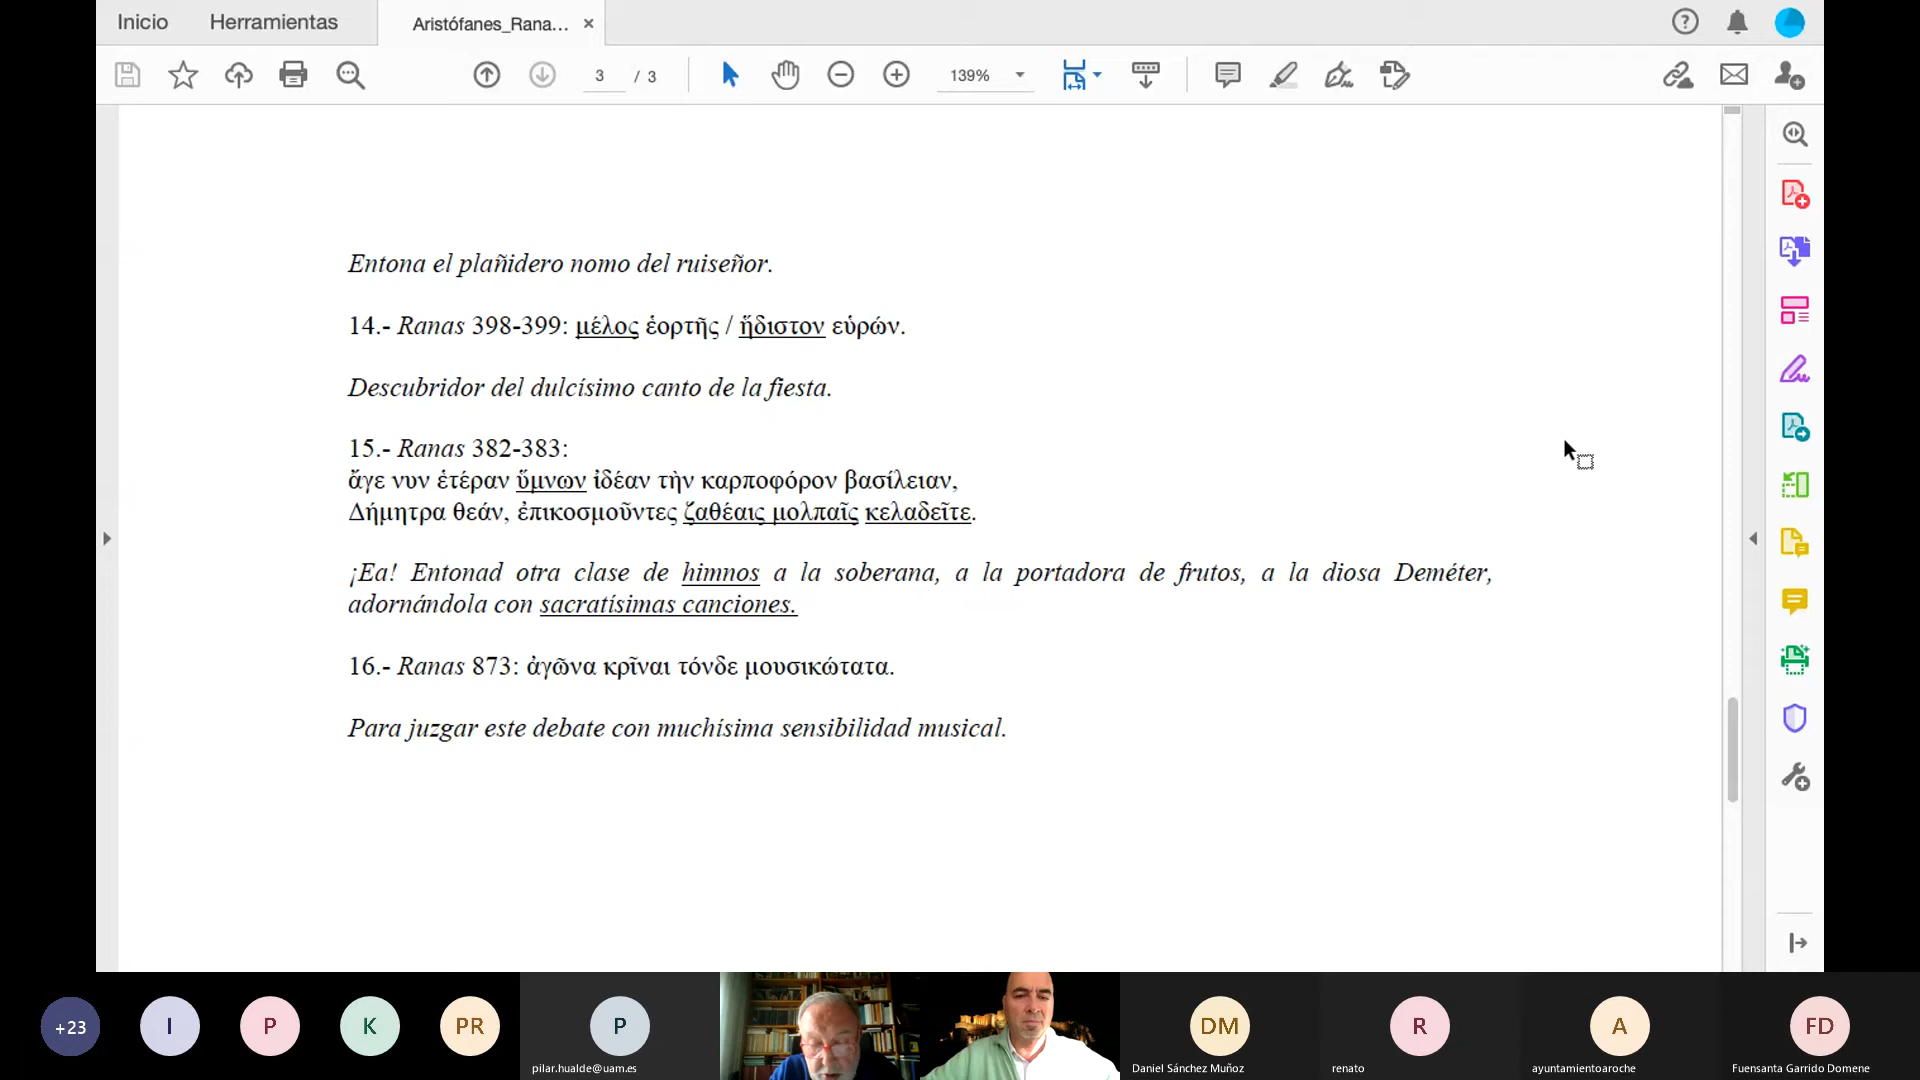 Inicio
Herramientas
Aristófanes_Rana... ×
3 / 3
139%
Entona el plañidero nomo del ruiseñor.
14.- Ranas 398-399: μέλος ἑορτῆς / ἥδιστον εὑρών.
Descubridor del dulcísimo canto de la fiesta.
15.- Ranas 382-383:
ἄγε νυν ἑτέραν ὕμνων ἰδέαν τὴν καρποφόρον βασίλειαν,
Δήμητρα θεάν, ἐπικοσμοῦντες ζαθέαις μολπαῖς κελαδεῖτε.
¡Ea! Entonad otra clase de himnos a la soberana, a la portadora de frutos, a la diosa Deméter,
adornándola con sacratísimas canciones.
16.- Ranas 873: ἀγῶνα κρῖναι τόνδε μουσικώτατα.
Para juzgar este debate con muchísima sensibilidad musical.
+23
I
P
K
PR
P
DM
R
A
FD
pilar.hualde@uam.es
Daniel Sánchez Muñoz
renato
ayuntamientoaroche
Fuensanta Garrido Domene